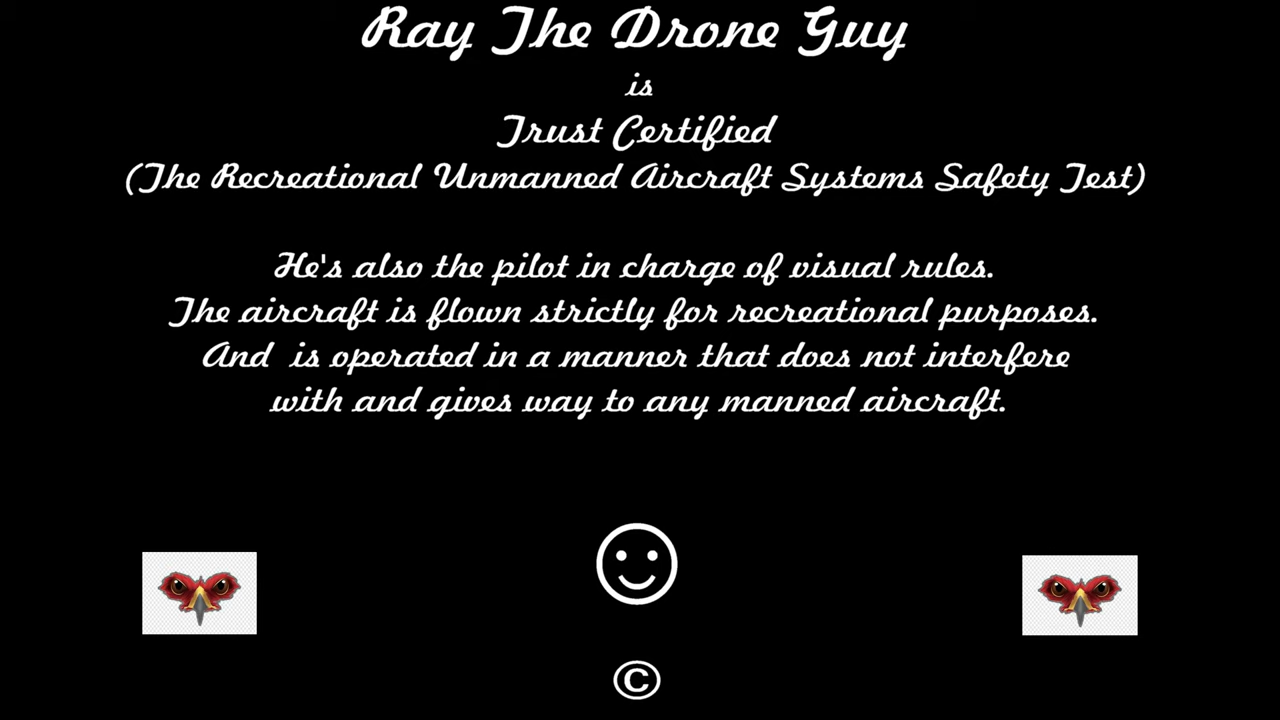 Ray The Drone Guy
is
Trust Certified
(The Recreational Unmanned Aircraft Systems Safety Test)
He's also the pilot in charge of visual rules.
The aircraft is flown strictly for recreational purposes.
And is operated in a manner that does not interfere
with and gives way to any manned aircraft.
©